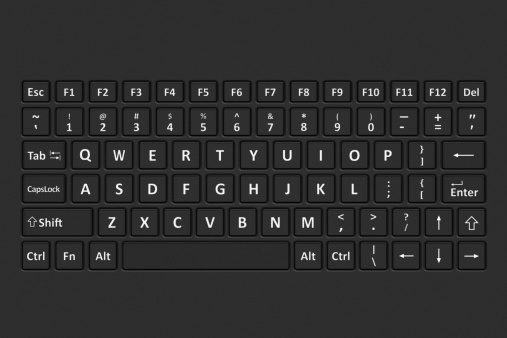 Esc F1 F2 F3 F4 F5 F6 F7 F8 F9 F10 F11 F12 Del
~ ! @ # $ % ^ & * ( ) _ + "
` 1 2 3 4 5 6 7 8 9 0 - = '
Tab Q W E R T Y U I O P } ] ←
CapsLock A S D F G H J K L : ; { [ Enter
Shift Z X C V B N M < , > . ? / ↑ ⇧
Ctrl Fn Alt Alt Ctrl | \ ← ↓ →